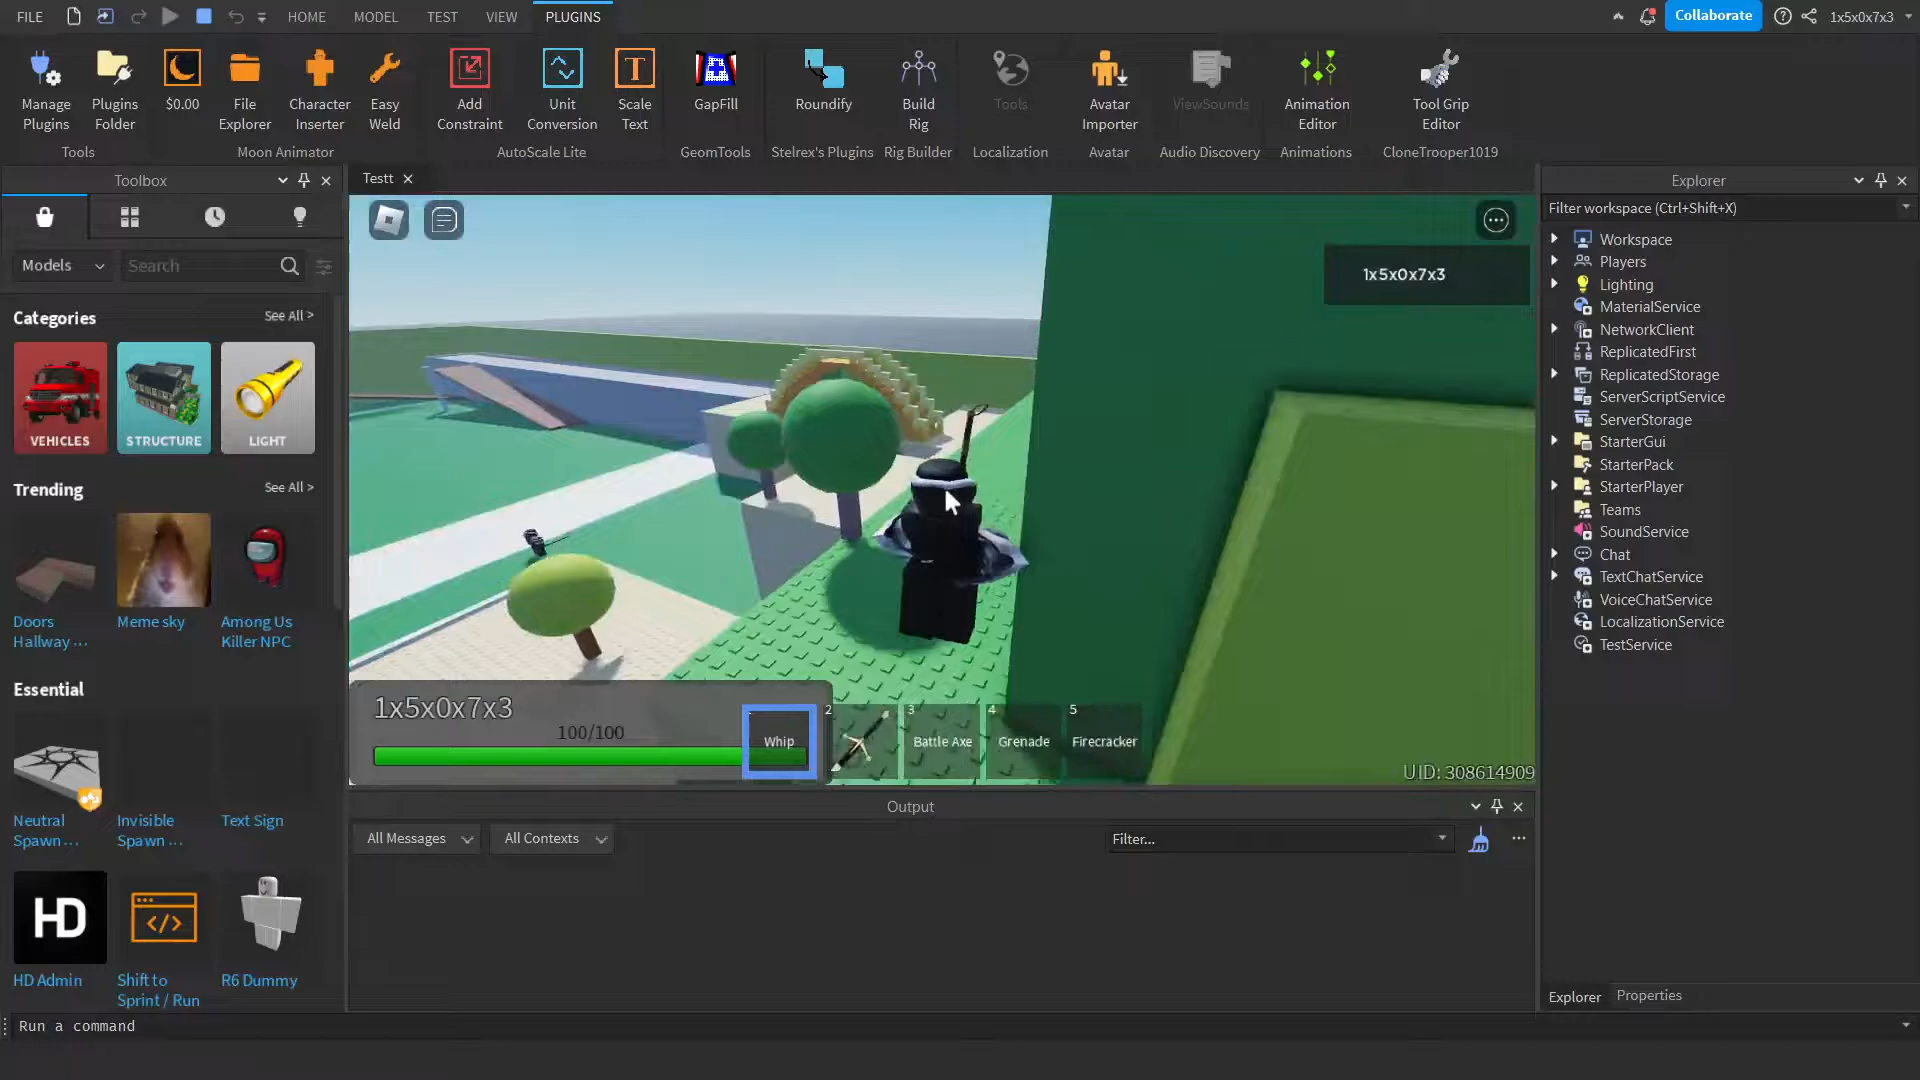 FILE
HOME
MODEL
TEST
VIEW
PLUGINS
Collaborate
1x5x0x7x3
Manage
Plugins
Plugins
Folder
$0.00
File
Explorer
Character
Inserter
Easy
Weld
Add
Constraint
Unit
Conversion
Scale
Text
GapFill
Roundify
Build
Rig
Tools
Avatar
Importer
ViewSounds
Animation
Editor
Tool Grip
Editor
Tools
Moon Animator
AutoScale Lite
GeomTools
Stelrex's Plugins
Rig Builder
Localization
Avatar
Audio Discovery
Animations
CloneTrooper1019
Toolbox
Models
Search
Categories
See All >
VEHICLES
STRUCTURE
LIGHT
Trending
See All >
Doors
Hallway ...
Meme sky
Among Us
Killer NPC
Essential
Neutral
Spawn ...
Invisible
Spawn ...
Text Sign
HD
HD Admin
Shift to
Sprint / Run
R6 Dummy
Testt
1x5x0x7x3
1x5x0x7x3
100/100
Whip
2
3
Battle Axe
4
Grenade
5
Firecracker
UID: 308614909
Output
All Messages
All Contexts
Filter...
Explorer
Filter workspace (Ctrl+Shift+X)
Workspace
Players
Lighting
MaterialService
NetworkClient
ReplicatedFirst
ReplicatedStorage
ServerScriptService
ServerStorage
StarterGui
StarterPack
StarterPlayer
Teams
SoundService
Chat
TextChatService
VoiceChatService
LocalizationService
TestService
Explorer
Properties
Run a command